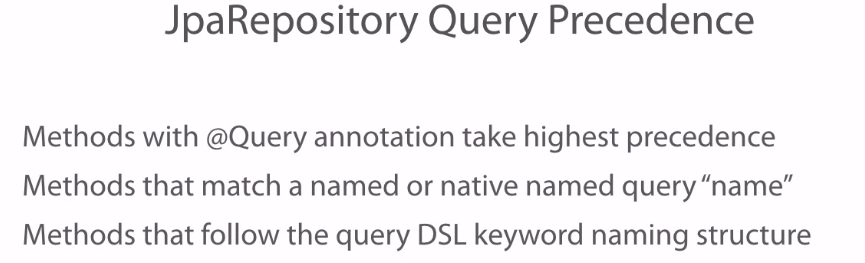 JpaRepository Query Precedence
Methods with @Query annotation take highest precedence
Methods that match a named or native named query “name”
Methods that follow the query DSL keyword naming structure